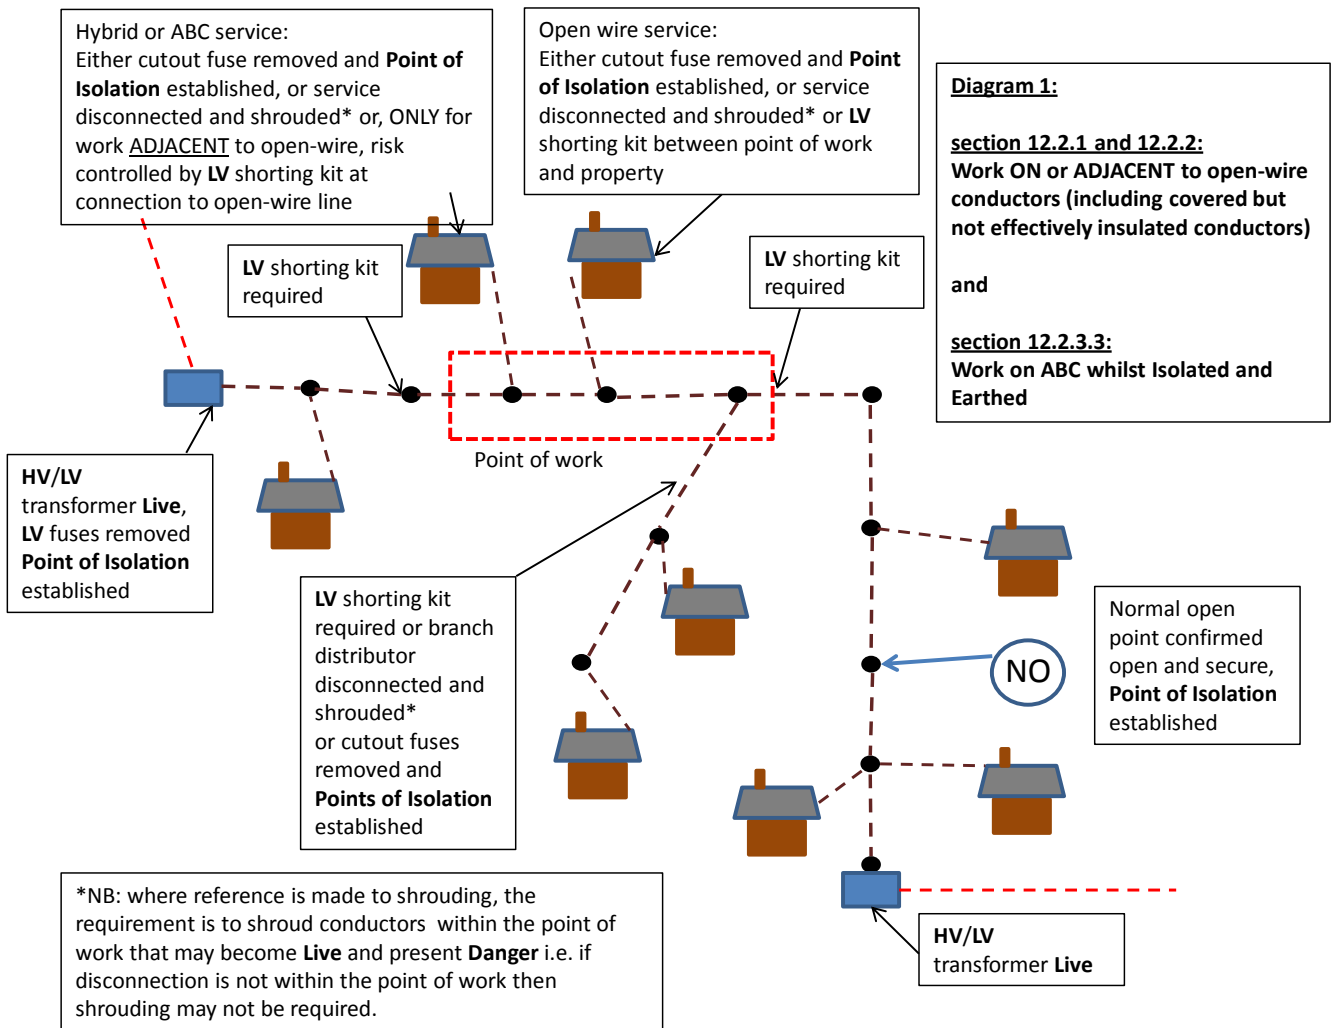 Hybrid or ABC service:
Either cutout fuse removed and Point of
Isolation established, or service
disconnected and shrouded* or, ONLY for
work ADJACENT to open-wire, risk
controlled by LV shorting kit at
connection to open-wire line
Open wire service:
Either cutout fuse removed and Point
of Isolation established, or service
disconnected and shrouded* or LV
shorting kit between point of work
and property
Diagram 1:
section 12.2.1 and 12.2.2:
Work ON or ADJACENT to open-wire
conductors (including covered but
not effectively insulated conductors)
and
section 12.2.3.3:
Work on ABC whilst Isolated and
Earthed
LV shorting kit
required
LV shorting kit
required
Point of work
HV/LV
transformer Live,
LV fuses removed
Point of Isolation
established
LV shorting kit
required or branch
distributor
disconnected and
shrouded*
or cutout fuses
removed and
Points of Isolation
established
NO
Normal open
point confirmed
open and secure,
Point of Isolation
established
*NB: where reference is made to shrouding, the
requirement is to shroud conductors within the point of
work that may become Live and present Danger i.e. if
disconnection is not within the point of work then
shrouding may not be required.
HV/LV
transformer Live